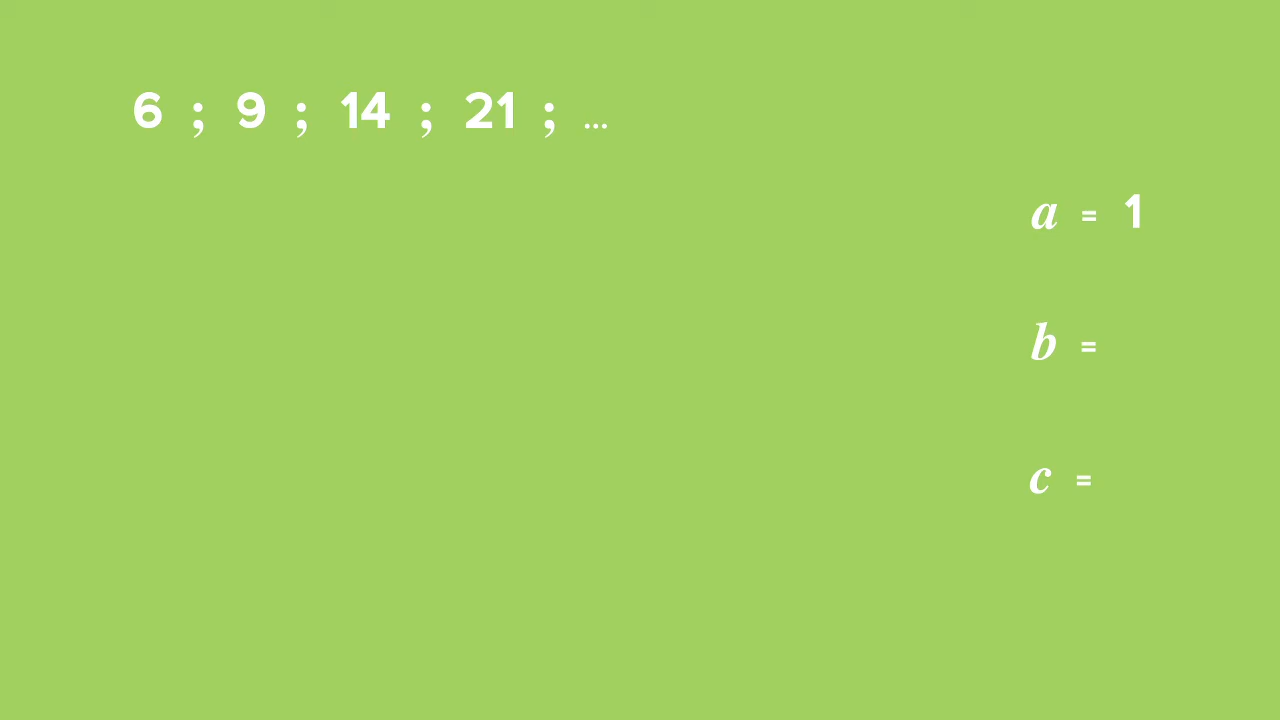 6 ; 9 ; 14 ; 21 ; ...
a = 1
b =
c =